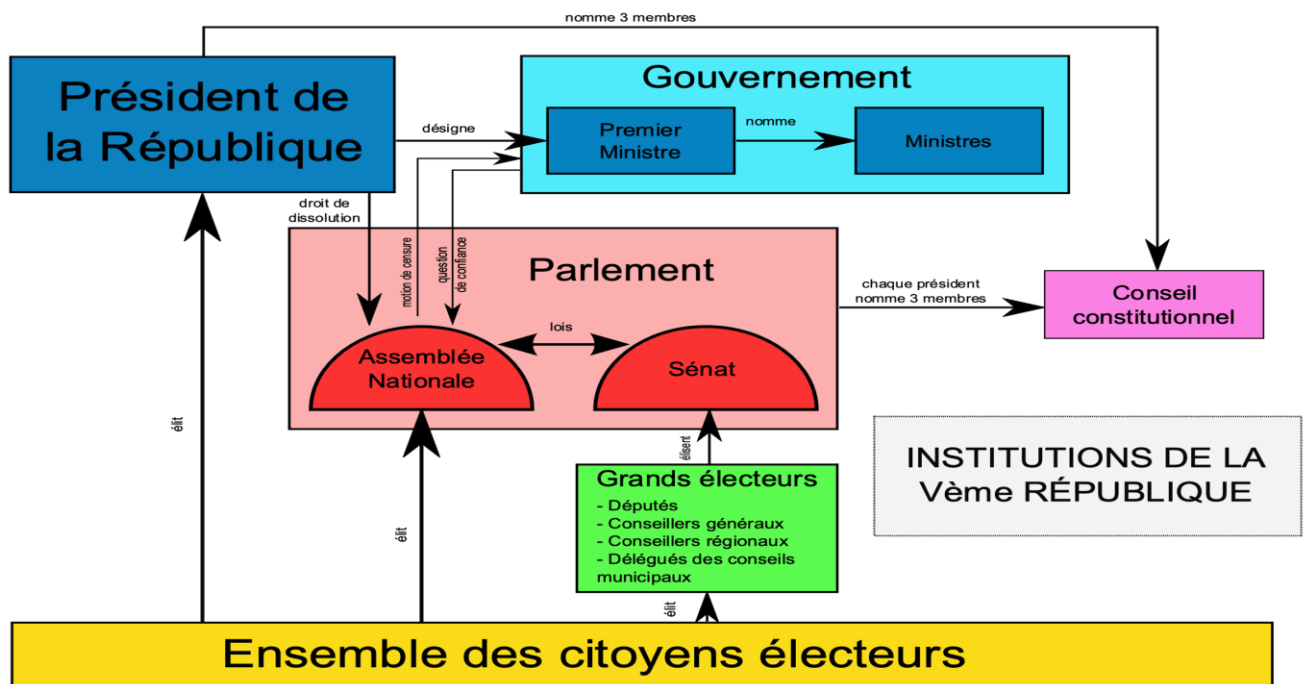 nomme 3 membres
Président de
la République
Gouvernement
désigne
Premier
Ministre
nomme
Ministres
droit de
dissolution
motion de censure
question
de confiance
Parlement
chaque président
nomme 3 membres
Conseil
constitutionnel
lois
Assemblée
Nationale
Sénat
élit
élit
élisent
Grands électeurs
- Députés
- Conseillers généraux
- Conseillers régionaux
- Délégués des conseils
municipaux
élit
INSTITUTIONS DE LA
Vème RÉPUBLIQUE
Ensemble des citoyens électeurs